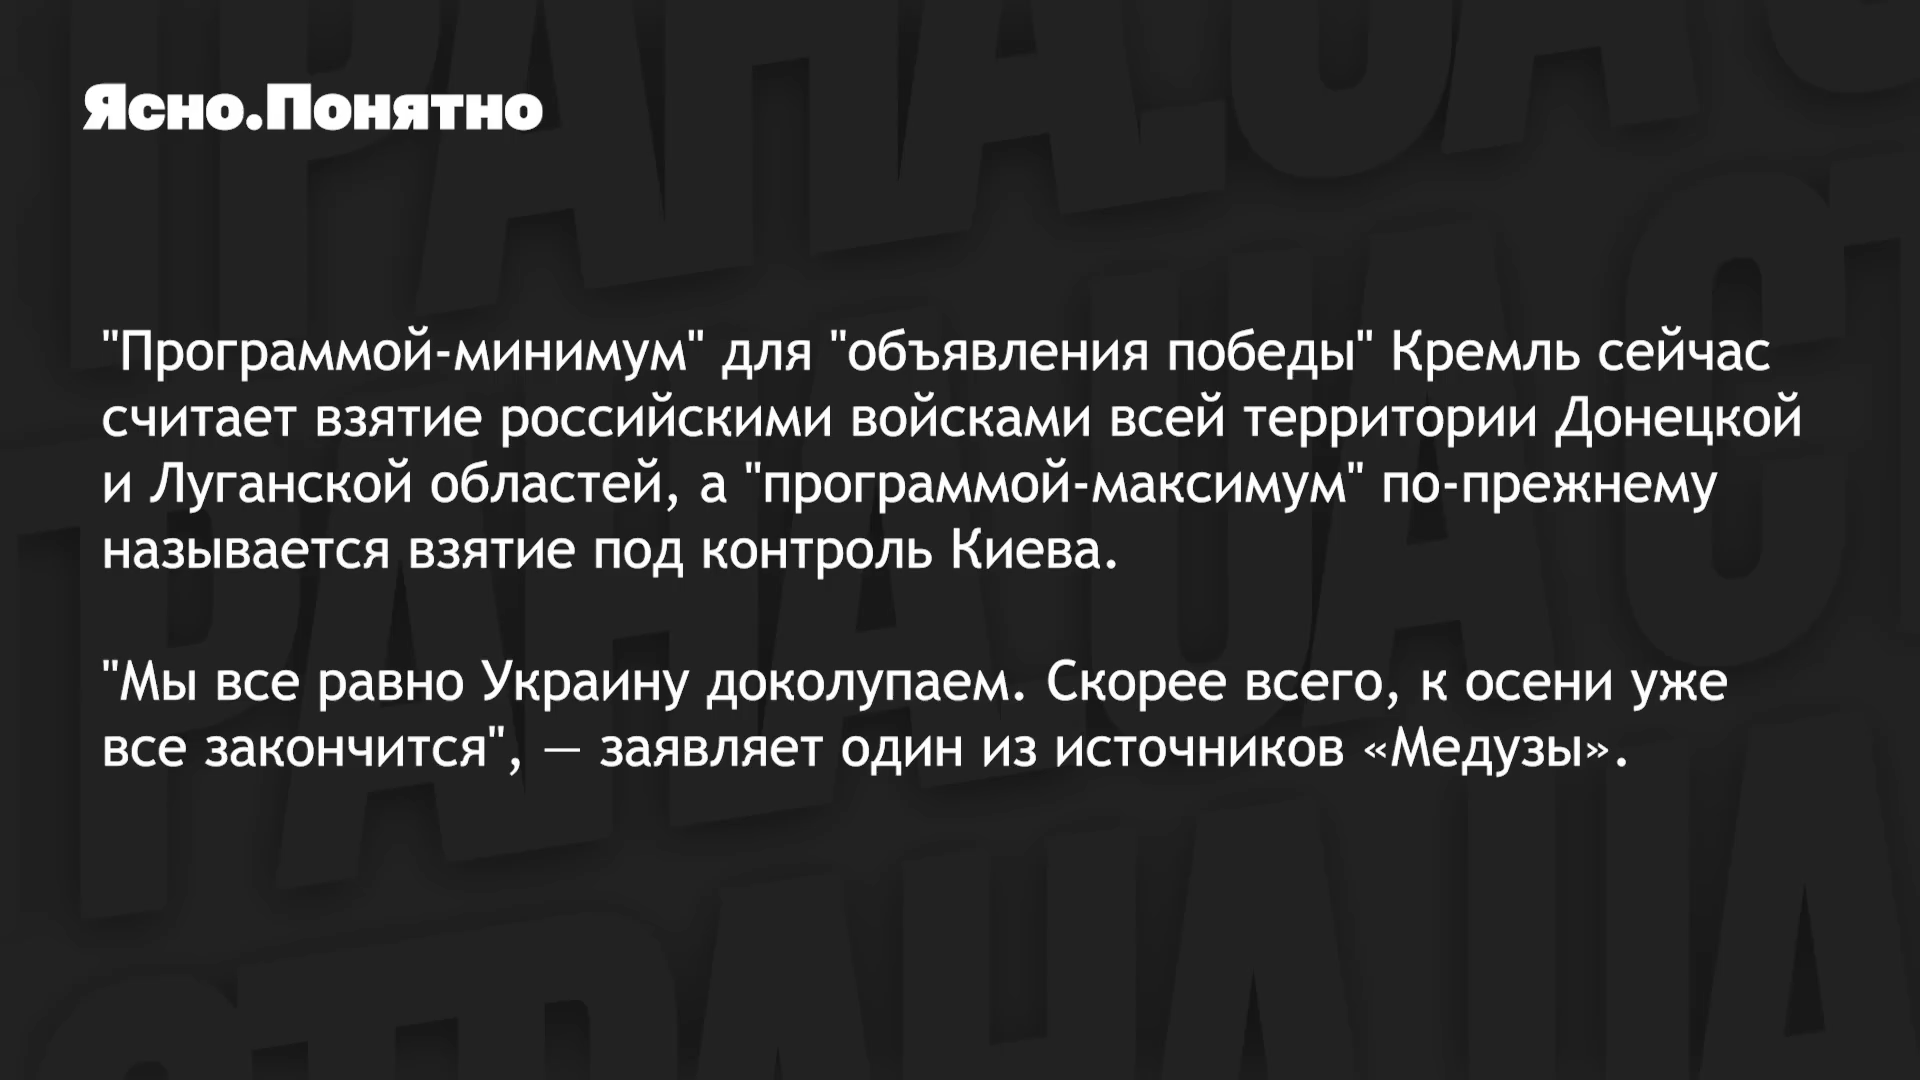 Ясно.Понятно
"Программой-минимум" для "объявления победы" Кремль сейчас
считает взятие российскими войсками всей территории Донецкой
и Луганской областей, а "программой-максимум" по-прежнему
называется взятие под контроль Киева.
"Мы все равно Украину доколупаем. Скорее всего, к осени уже
все закончится", — заявляет один из источников «Медузы».